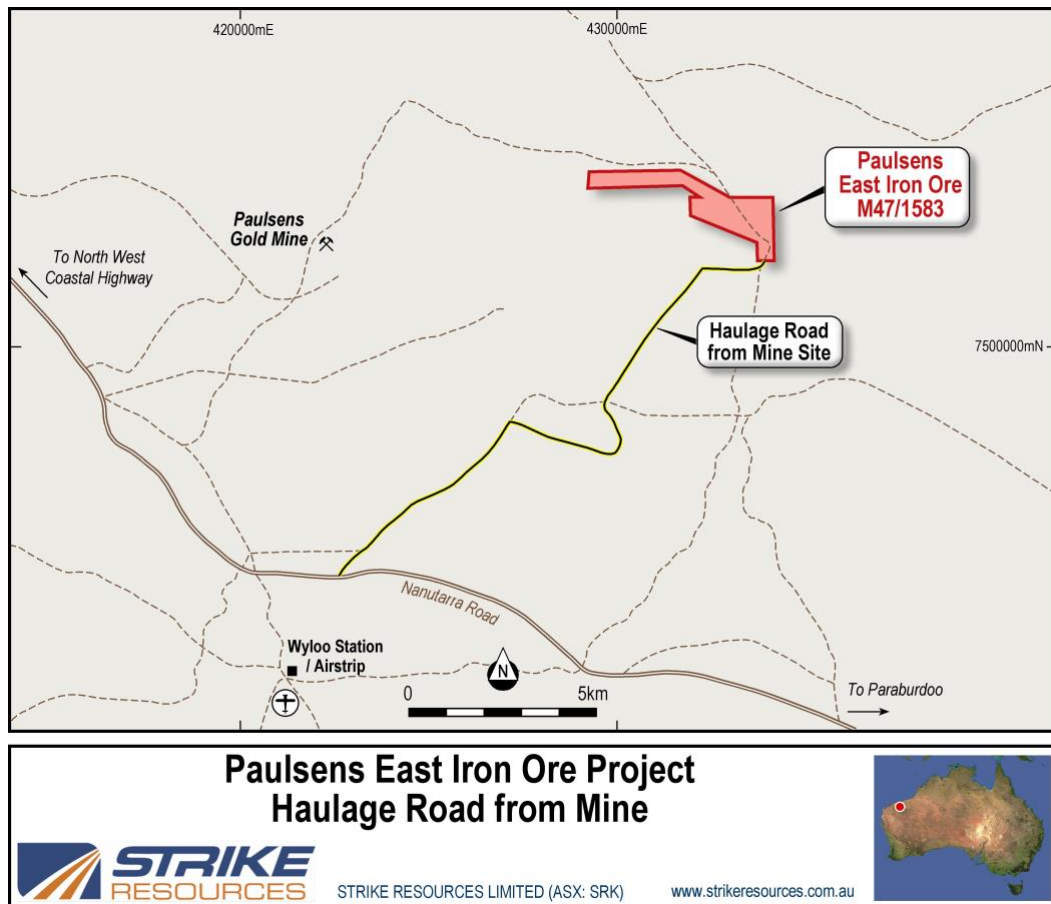 420000mE
430000mE
Paulsens
East Iron Ore
M47/1583
Paulsens
Gold Mine
To North West
Coastal Highway
Haulage Road
from Mine Site
7500000mN
Nanutarra Road
Wyloo Station
/ Airstrip
N
0 5km
To Paraburdoo
Paulsens East Iron Ore Project
Haulage Road from Mine
STRIKE
RESOURCES
STRIKE RESOURCES LIMITED (ASX: SRK)
www.strikeresources.com.au